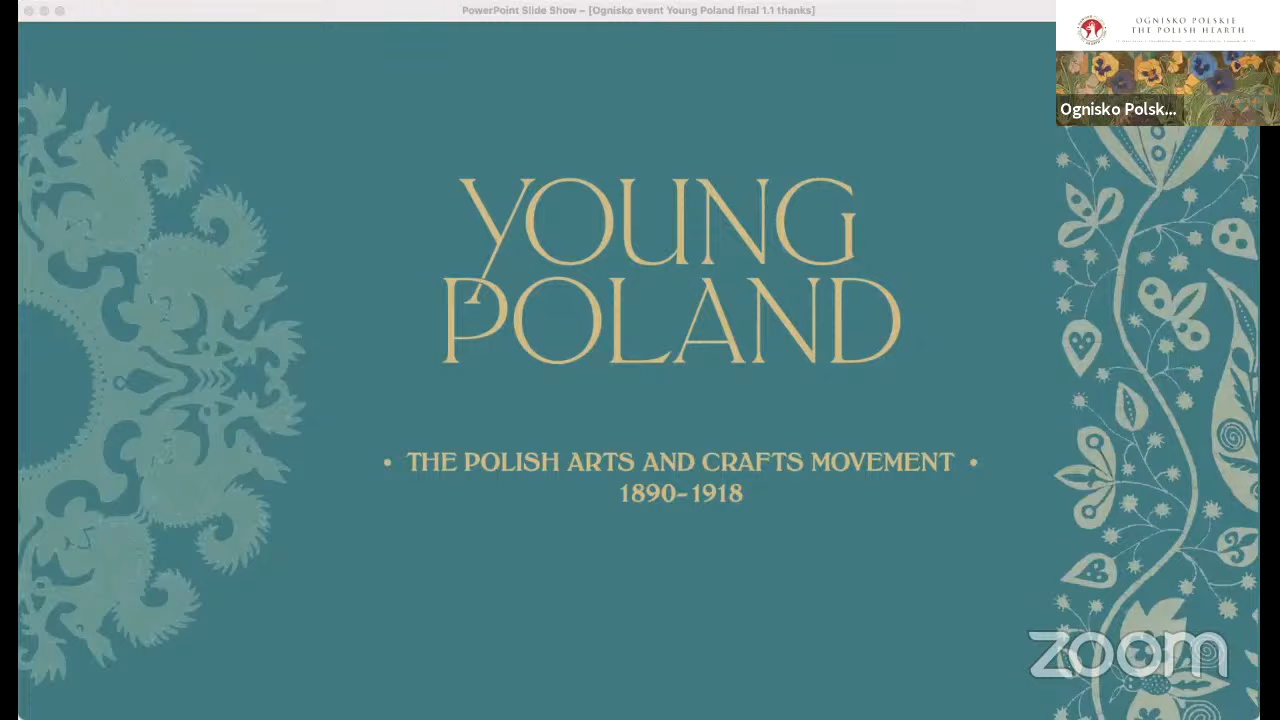 PowerPoint Slide Show – [Ognisko event Young Poland final 1.1 thanks]
OGNISKO POLSKIE
THE POLISH HEARTH
Ognisko Polsk...
YOUNG
POLAND
• THE POLISH ARTS AND CRAFTS MOVEMENT •
1890–1918
zoom